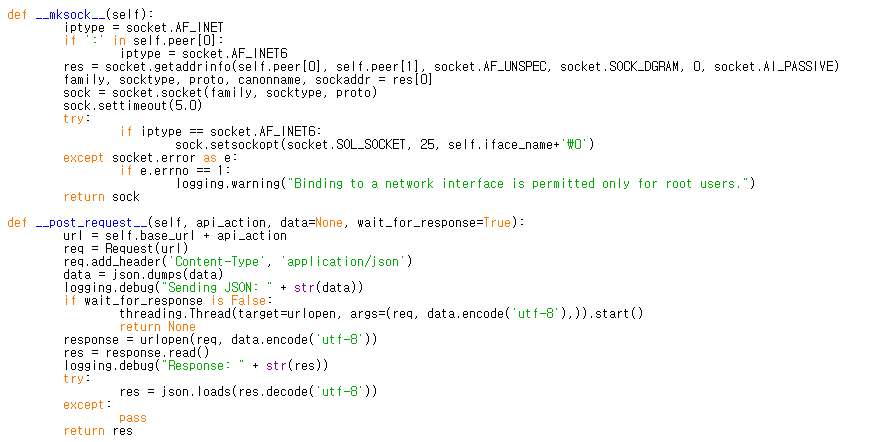 def __mksock__(self):
        iptype = socket.AF_INET
        if ':' in self.peer[0]:
                iptype = socket.AF_INET6
        res = socket.getaddrinfo(self.peer[0], self.peer[1], socket.AF_UNSPEC, socket.SOCK_DGRAM, 0, socket.AI_PASSIVE)
        family, socktype, proto, canonname, sockaddr = res[0]
        sock = socket.socket(family, socktype, proto)
        sock.settimeout(5.0)
        try:
                if iptype == socket.AF_INET6:
                        sock.setsockopt(socket.SOL_SOCKET, 25, self.iface_name+'₩0')
        except socket.error as e:
                if e.errno == 1:
                        logging.warning("Binding to a network interface is permitted only for root users.")
        return sock

def __post_request__(self, api_action, data=None, wait_for_response=True):
        url = self.base_url + api_action
        req = Request(url)
        req.add_header('Content-Type', 'application/json')
        data = json.dumps(data)
        logging.debug("Sending JSON: " + str(data))
        if wait_for_response is False:
                threading.Thread(target=urlopen, args=(req, data.encode('utf-8'),)).start()
                return None
        response = urlopen(req, data.encode('utf-8'))
        res = response.read()
        logging.debug("Response: " + str(res))
        try:
                res = json.loads(res.decode('utf-8'))
        except:
                pass
        return res